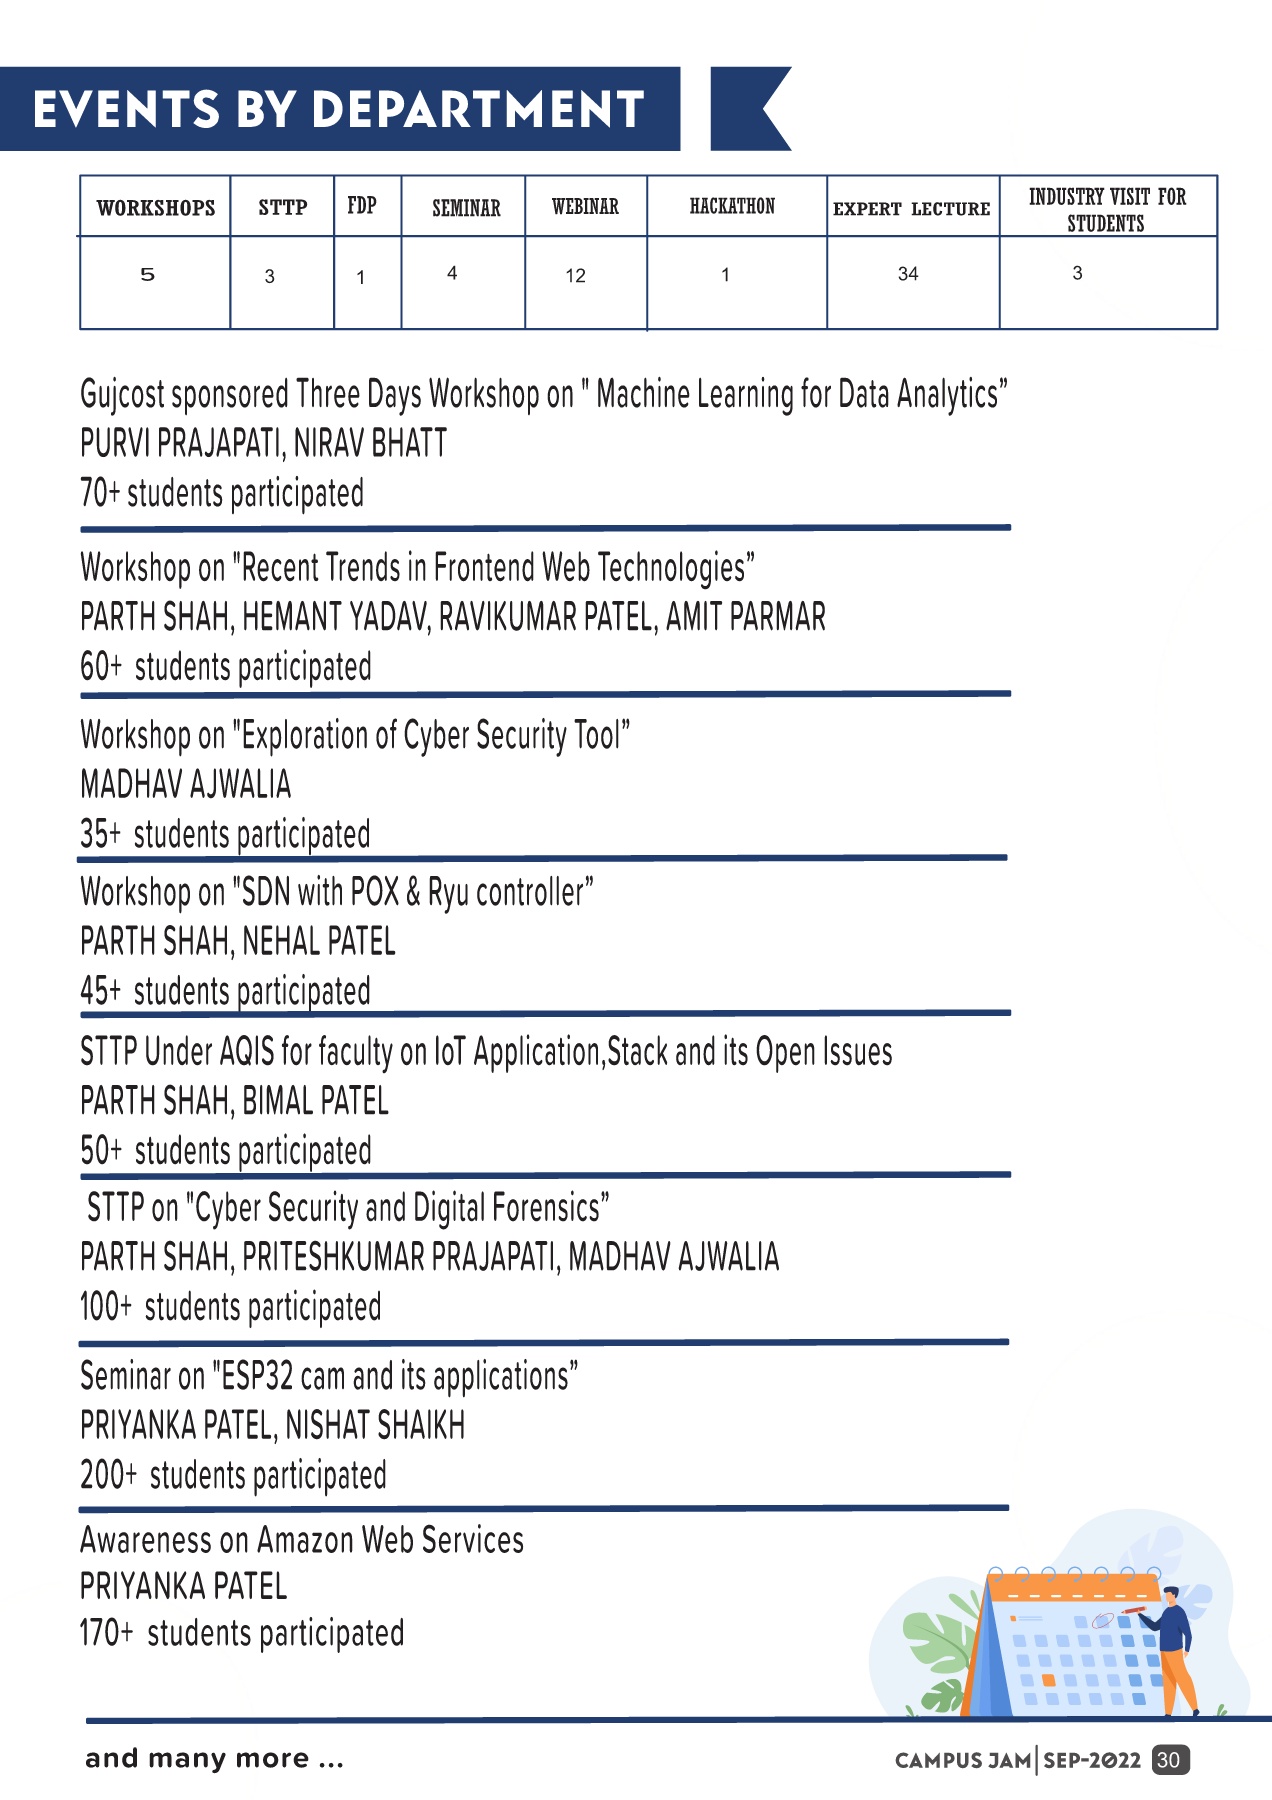 EVENTS BY DEPARTMENT
WORKSHOPS STTP FDP SEMINAR WEBINAR HACKATHON EXPERT LECTURE INDUSTRY VISIT FOR STUDENTS
5 3 1 4 12 1 34 3
Gujcost sponsored Three Days Workshop on " Machine Learning for Data Analytics”
PURVI PRAJAPATI, NIRAV BHATT
70+ students participated
Workshop on "Recent Trends in Frontend Web Technologies”
PARTH SHAH, HEMANT YADAV, RAVIKUMAR PATEL, AMIT PARMAR
60+ students participated
Workshop on "Exploration of Cyber Security Tool”
MADHAV AJWALIA
35+ students participated
Workshop on "SDN with POX & Ryu controller”
PARTH SHAH, NEHAL PATEL
45+ students participated
STTP Under AQIS for faculty on IoT Application,Stack and its Open Issues
PARTH SHAH, BIMAL PATEL
50+ students participated
STTP on "Cyber Security and Digital Forensics”
PARTH SHAH, PRITESHKUMAR PRAJAPATI, MADHAV AJWALIA
100+ students participated
Seminar on "ESP32 cam and its applications”
PRIYANKA PATEL, NISHAT SHAIKH
200+ students participated
Awareness on Amazon Web Services
PRIYANKA PATEL
170+ students participated
and many more ...
CAMPUS JAM SEP-2022 30